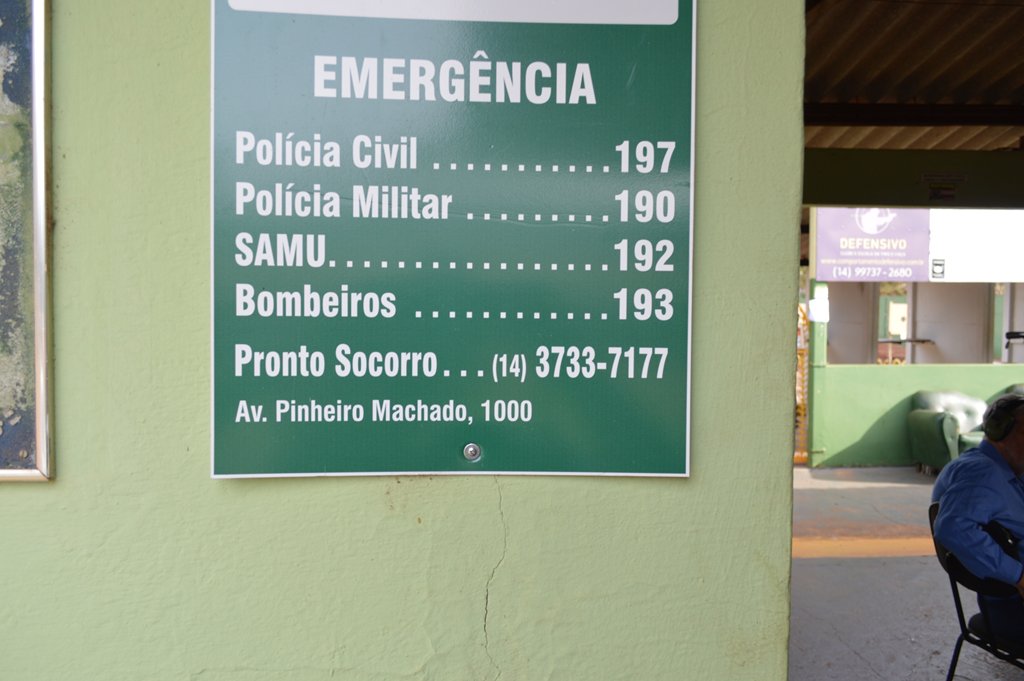 EMERGÊNCIA
Polícia Civil ........... 197
Polícia Militar ......... 190
SAMU................. 192
Bombeiros ............ 193
Pronto Socorro... (14) 3733-7177
Av. Pinheiro Machado, 1000
DEFENSIVO
(14) 99737-2680